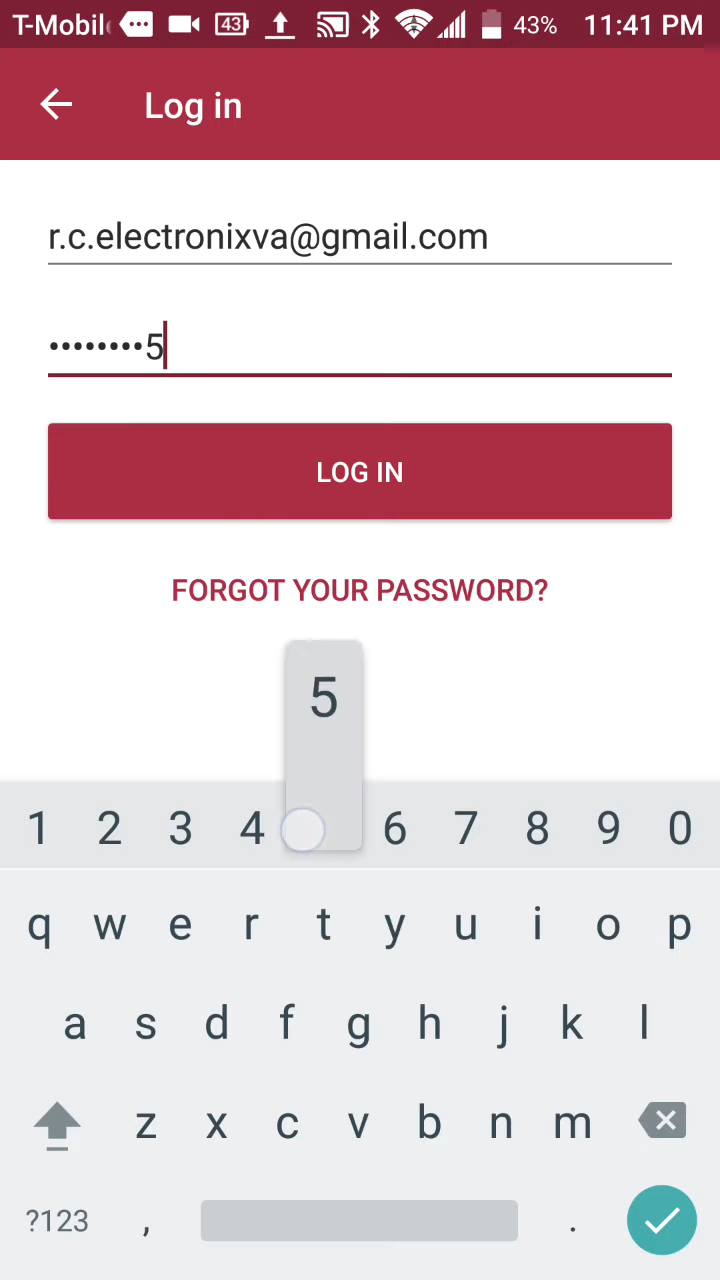 T-Mobil 43 43% 11:41 PM
Log in
r.c.electronixva@gmail.com
••••••••5
LOG IN
FORGOT YOUR PASSWORD?
5
1 2 3 4 6 7 8 9 0
q w e r t y u i o p
a s d f g h j k l
z x c v b n m
?123 , .